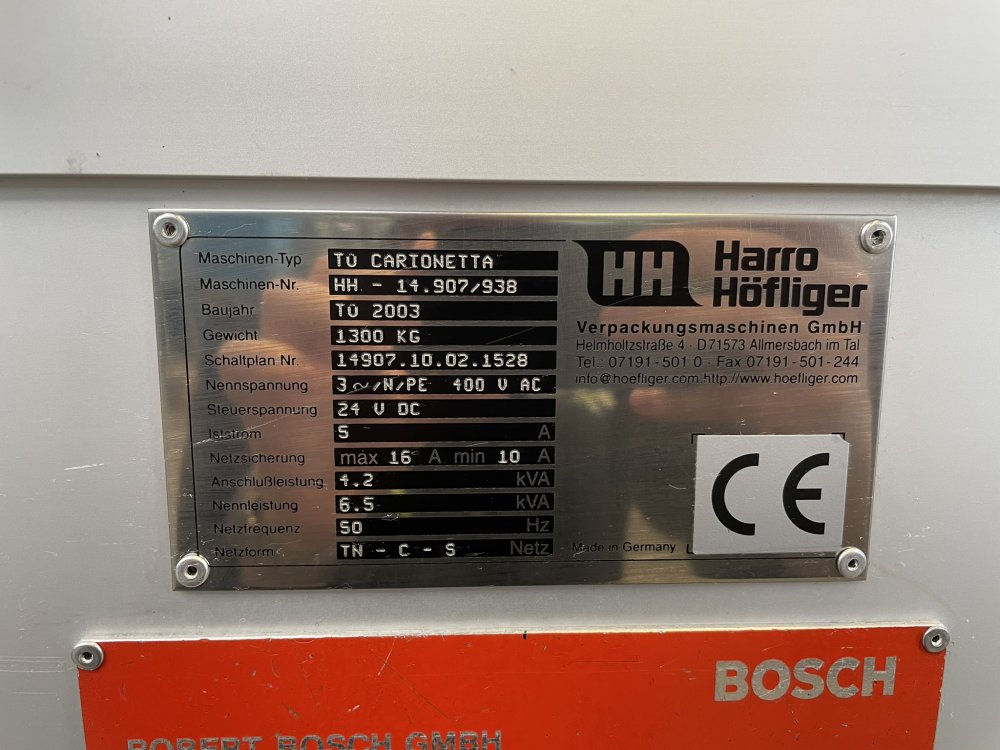 Maschinen-Typ TÜ CARTONETTA
Maschinen-Nr. HH - 14.907/938
Baujahr TÜ 2003
Gewicht 1300 KG
Schaltplan Nr. 14907.10.02.1528
Nennspannung 3~/N/PE 400 V AC
Steuerspannung 24 V DC
Iststrom 5 A
Netzsicherung max 16 A min 10 A
Anschlußleistung 4.2 kVA
Nennleistung 6.5 kVA
Netzfrequenz 50 Hz
Netzform TN - C - S Netz
HH Harro
Höfliger
Verpackungsmaschinen GmbH
Helmholtzstraße 4 · D71573 Allmersbach im Tal
Tel.: 07191-501 0 · Fax 07191-501-244
info@hoefliger.com·http://www.hoefliger.com
CE
Made in Germany
BOSCH
ROBERT BOSCH GMBH